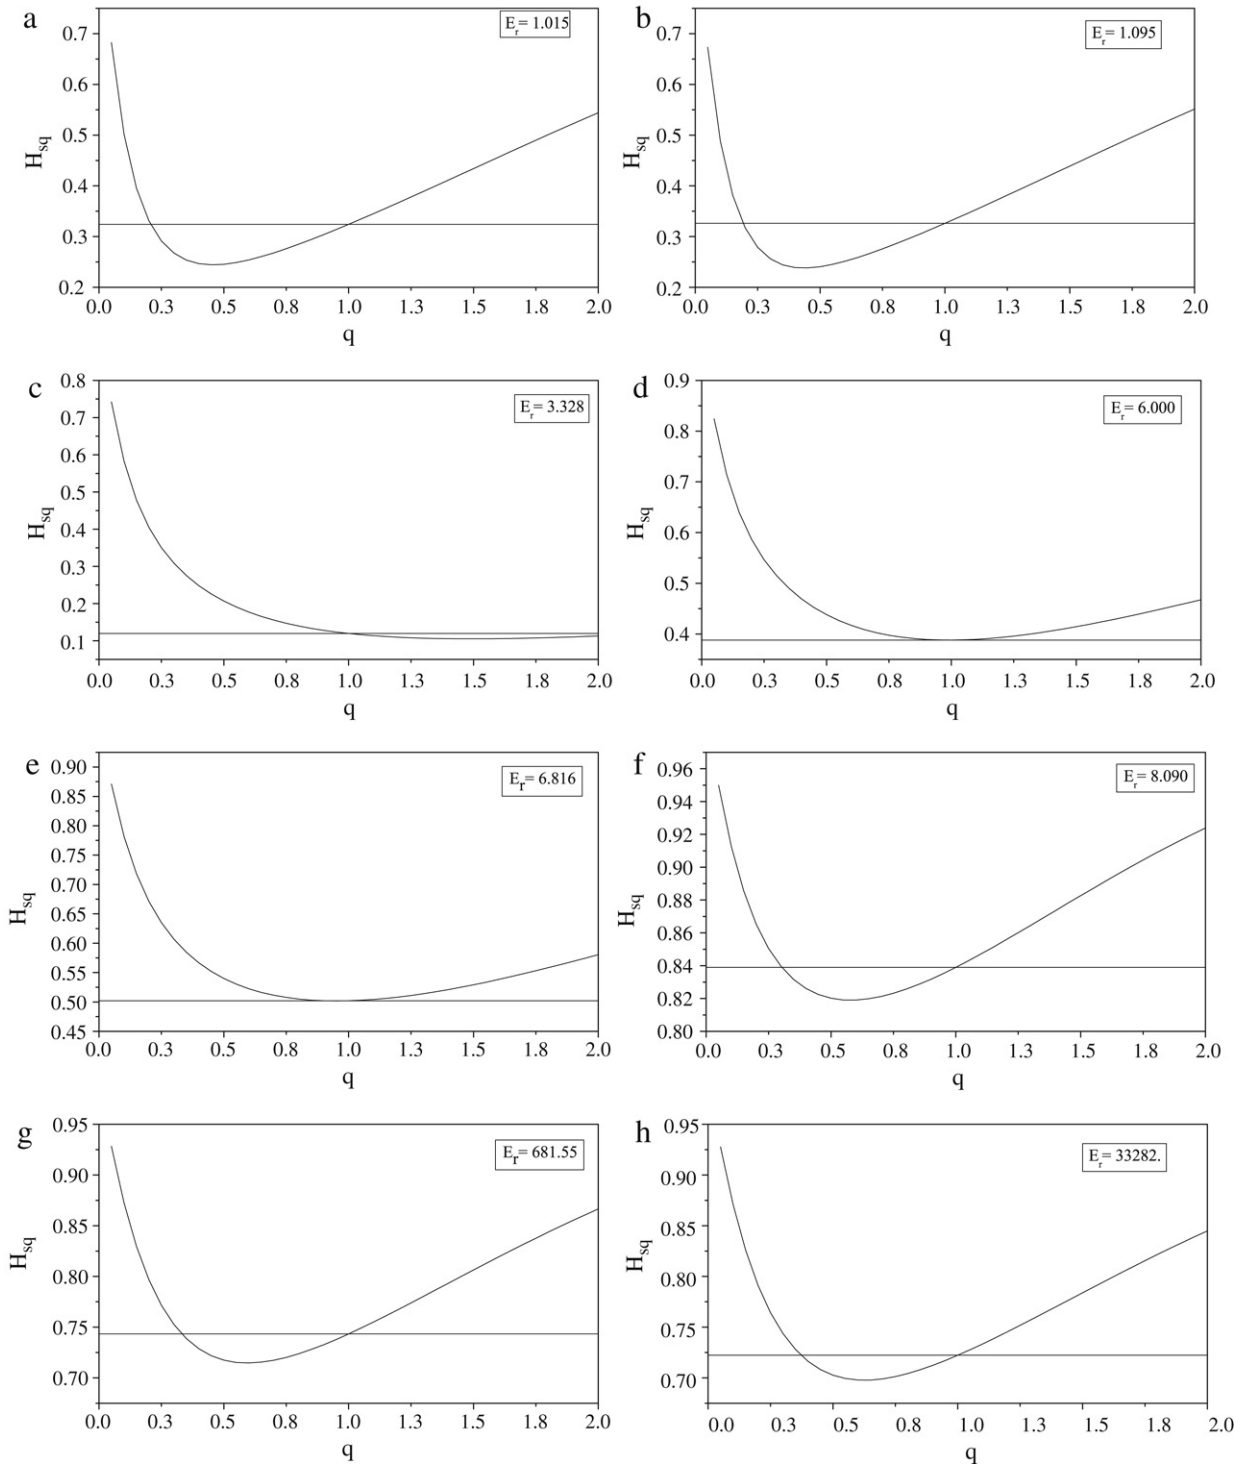 a
E_r = 1.015
0.7
0.6
0.5
0.4
0.3
0.2
H_sq
0.0 0.3 0.5 0.8 1.0 1.3 1.5 1.8 2.0
q
b
E_r = 1.095
0.7
0.6
0.5
0.4
0.3
0.2
H_sq
0.0 0.3 0.5 0.8 1.0 1.3 1.5 1.8 2.0
q
c
E_r = 3.328
0.8
0.7
0.6
0.5
0.4
0.3
0.2
0.1
H_sq
0.0 0.3 0.5 0.8 1.0 1.3 1.5 1.8 2.0
q
d
E_r = 6.000
0.9
0.8
0.7
0.6
0.5
0.4
H_sq
0.0 0.3 0.5 0.8 1.0 1.3 1.5 1.8 2.0
q
e
E_r = 6.816
0.90
0.85
0.80
0.75
0.70
0.65
0.60
0.55
0.50
0.45
H_sq
0.0 0.3 0.5 0.8 1.0 1.3 1.5 1.8 2.0
q
f
E_r = 8.090
0.96
0.94
0.92
0.90
0.88
0.86
0.84
0.82
0.80
H_sq
0.0 0.3 0.5 0.8 1.0 1.3 1.5 1.8 2.0
q
g
E_r = 681.55
0.95
0.90
0.85
0.80
0.75
0.70
H_sq
0.0 0.3 0.5 0.8 1.0 1.3 1.5 1.8 2.0
q
h
E_r = 33282.
0.95
0.90
0.85
0.80
0.75
0.70
H_sq
0.0 0.3 0.5 0.8 1.0 1.3 1.5 1.8 2.0
q